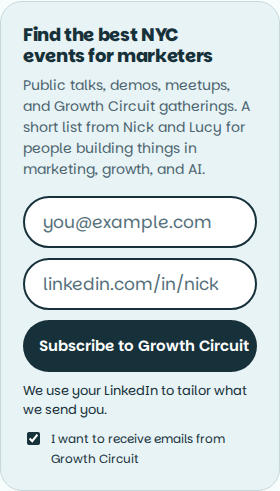 Find the best NYC
events for marketers
Public talks, demos, meetups,
and Growth Circuit gatherings. A
short list from Nick and Lucy for
people building things in
marketing, growth, and AI.
you@example.com
linkedin.com/in/nick
Subscribe to Growth Circuit
We use your LinkedIn to tailor what
we send you.
I want to receive emails from
Growth Circuit